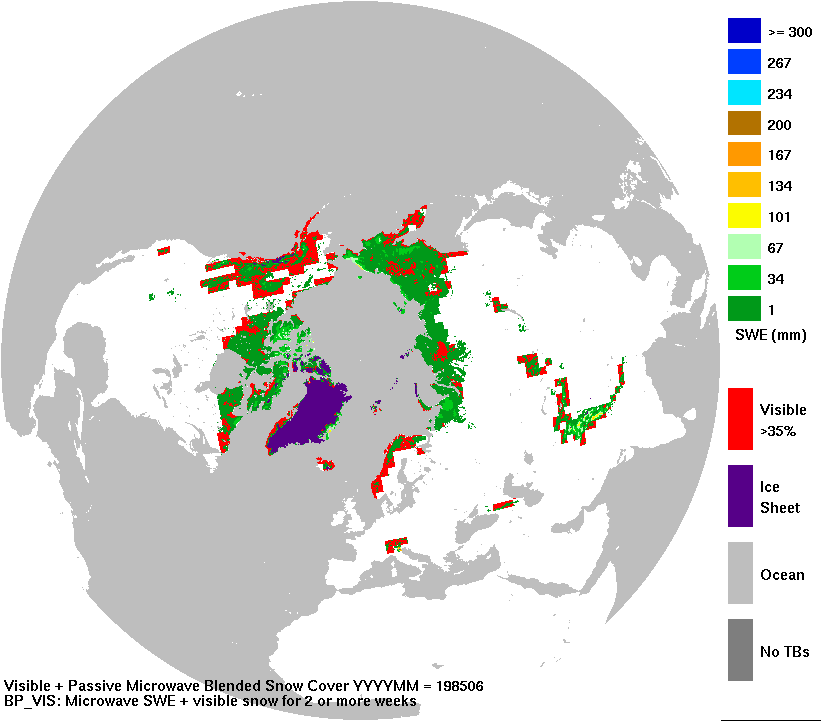 >= 300
267
234
200
167
134
101
67
34
1
SWE (mm)
Visible
>35%
Ice
Sheet
Ocean
No TBs
Visible + Passive Microwave Blended Snow Cover YYYYMM = 198506
BP_VIS: Microwave SWE + visible snow for 2 or more weeks